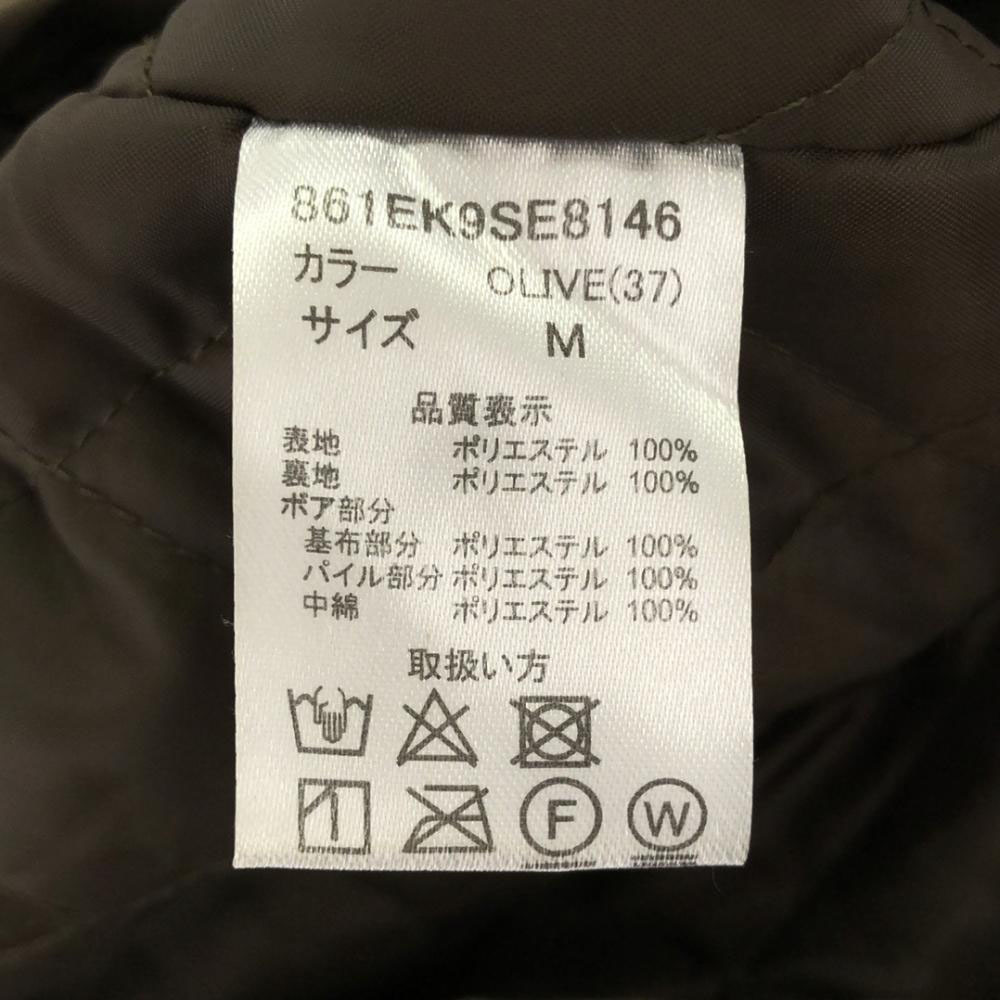 861EK9SE8146
カラー OLIVE(37)
サイズ M
品質表示
表地 ポリエステル 100%
裏地 ポリエステル 100%
ボア部分
基布部分 ポリエステル 100%
パイル部分 ポリエステル 100%
中綿 ポリエステル 100%
取扱い方
F W